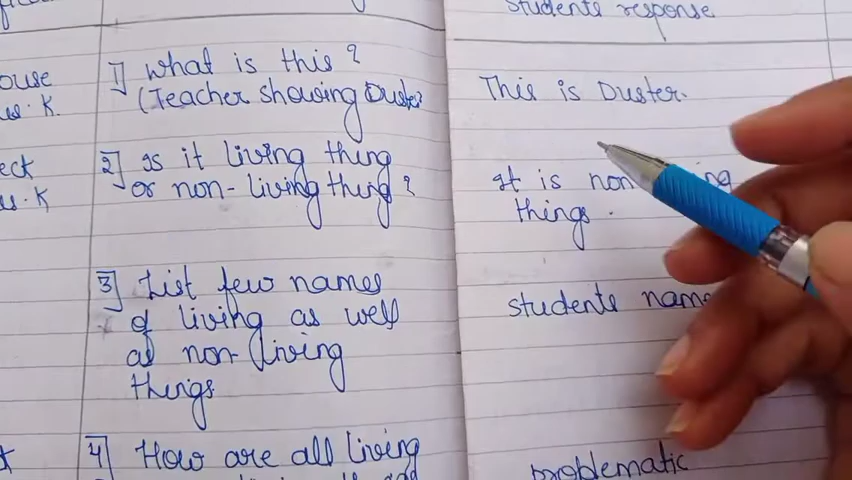 ouse
w.k.
1] what is this ?
(Teacher showing Duster
2] Is it living thing
or non-living thing ?
3] List few names
of living as well
as non-living
things
4] How are all living
students response
This is Duster.
It is non
ng
things.
students name
problematic